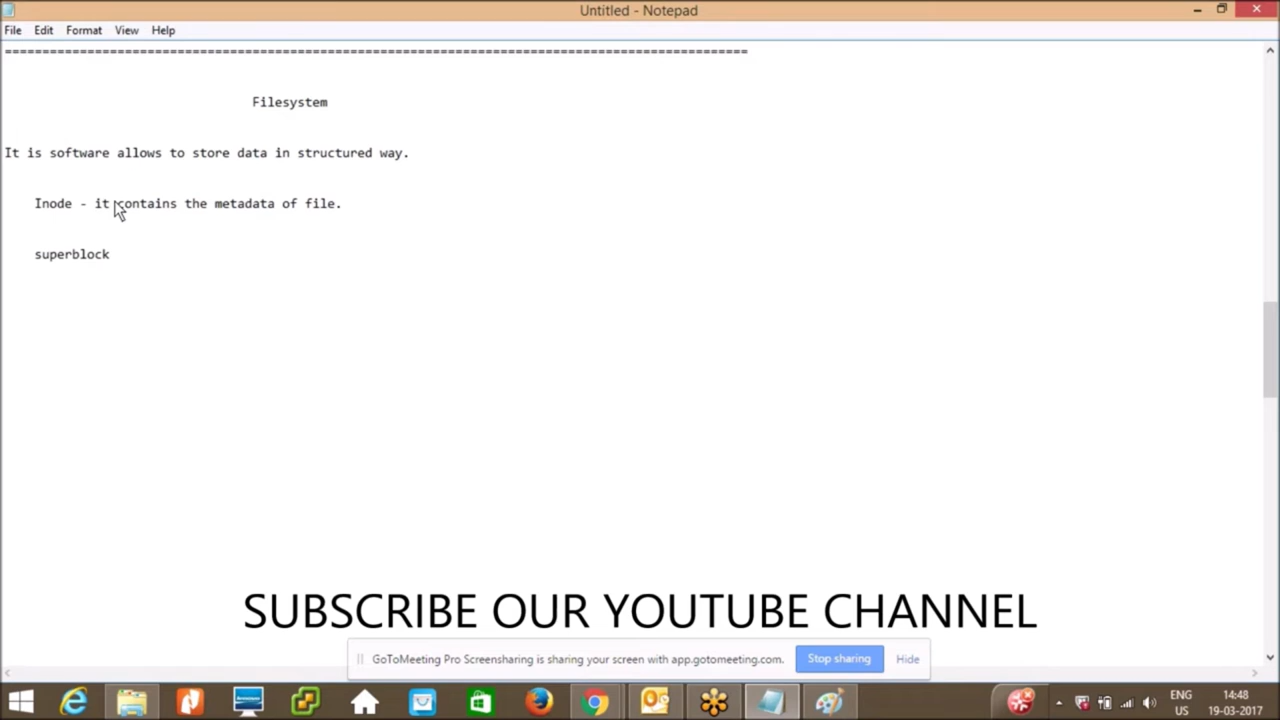 Untitled - Notepad
File Edit Format View Help
===================================================================================================
Filesystem
It is software allows to store data in structured way.
Inode - it contains the metadata of file.
superblock
SUBSCRIBE OUR YOUTUBE CHANNEL
GoToMeeting Pro Screensharing is sharing your screen with app.gotomeeting.com. Stop sharing Hide
ENG 14:48
US 19-03-2017